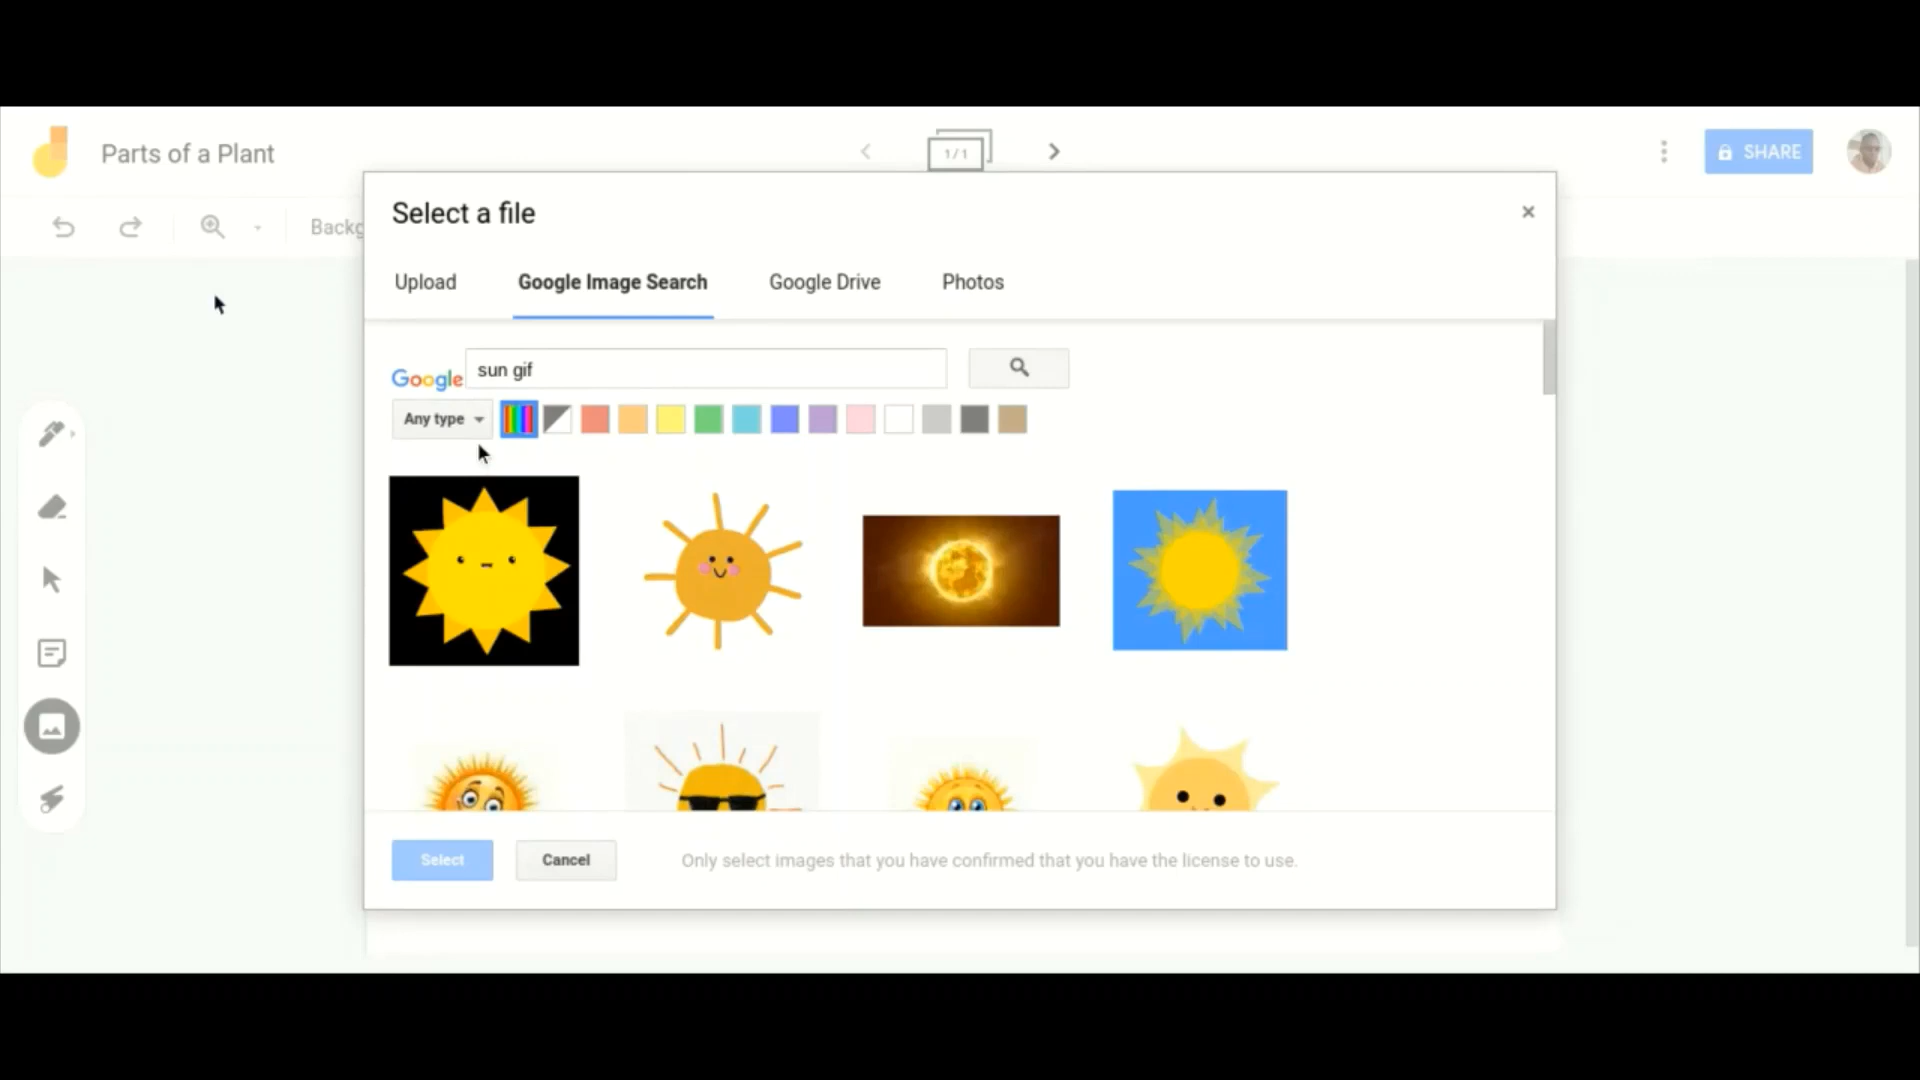 Parts of a Plant
1/1
SHARE
Backg
Select a file
Upload
Google Image Search
Google Drive
Photos
Google
sun gif
Any type
Select
Cancel
Only select images that you have confirmed that you have the license to use.